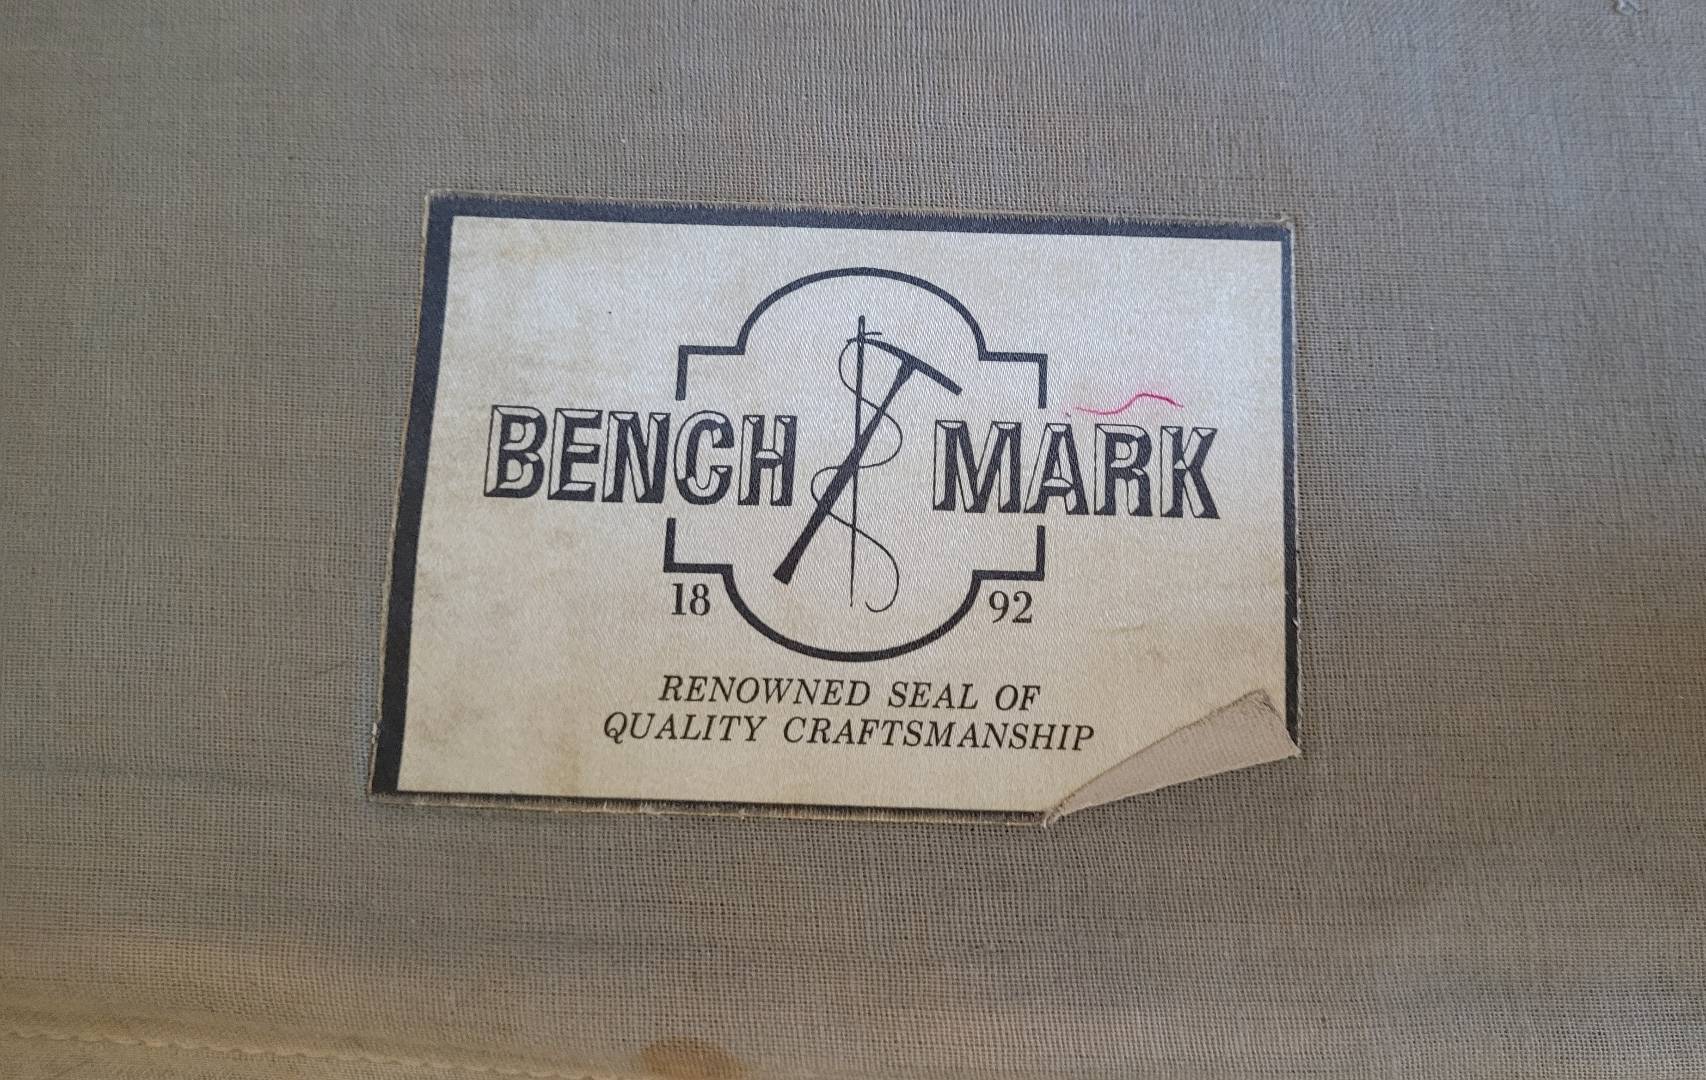 BENCH MARK
18 92
RENOWNED SEAL OF
QUALITY CRAFTSMANSHIP